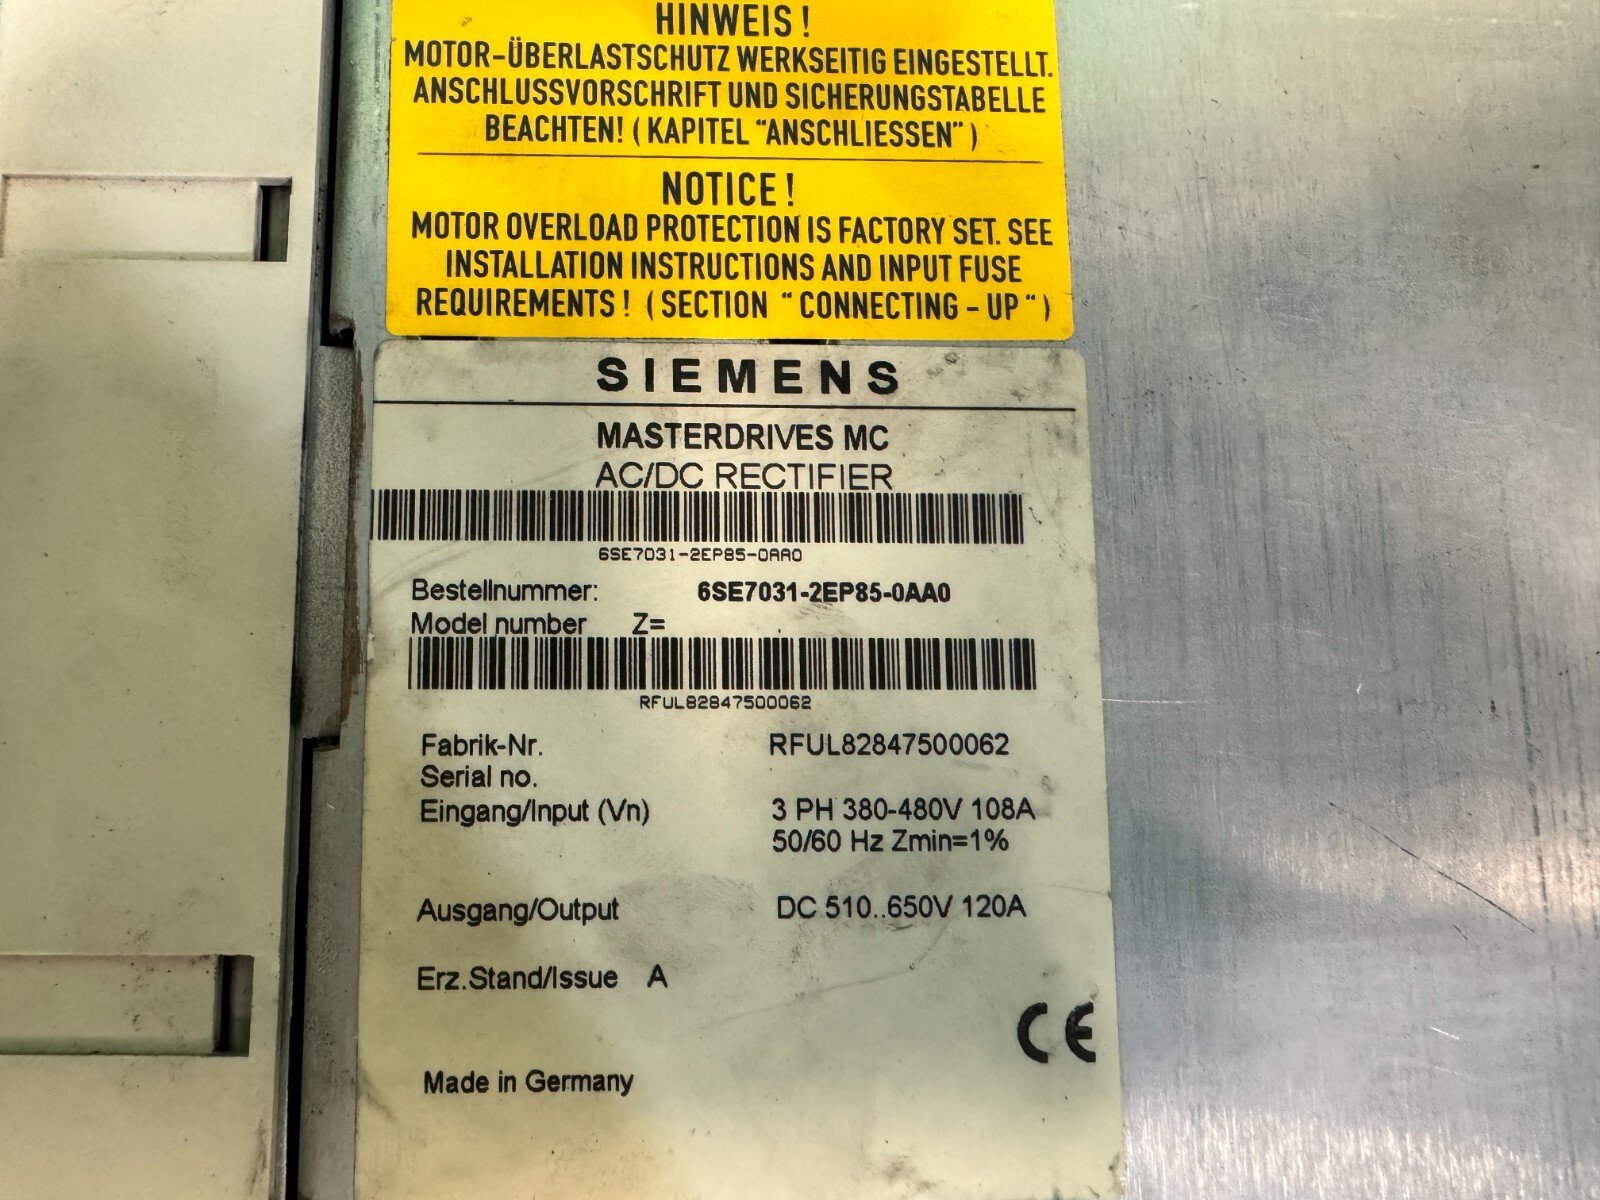 HINWEIS !
MOTOR-ÜBERLASTSCHUTZ WERKSEITIG EINGESTELLT.
ANSCHLUSSVORSCHRIFT UND SICHERUNGSTABELLE
BEACHTEN! ( KAPITEL "ANSCHLIESSEN" )
NOTICE !
MOTOR OVERLOAD PROTECTION IS FACTORY SET. SEE
INSTALLATION INSTRUCTIONS AND INPUT FUSE
REQUIREMENTS ! ( SECTION " CONNECTING - UP " )
SIEMENS
MASTERDRIVES MC
AC/DC RECTIFIER
6SE7031-2EP85-0AA0
Bestellnummer: 6SE7031-2EP85-0AA0
Model number Z=
RFUL82847500062
Fabrik-Nr. RFUL82847500062
Serial no.
Eingang/Input (Vn) 3 PH 380-480V 108A
50/60 Hz Zmin=1%
Ausgang/Output DC 510..650V 120A
Erz.Stand/Issue A
CE
Made in Germany